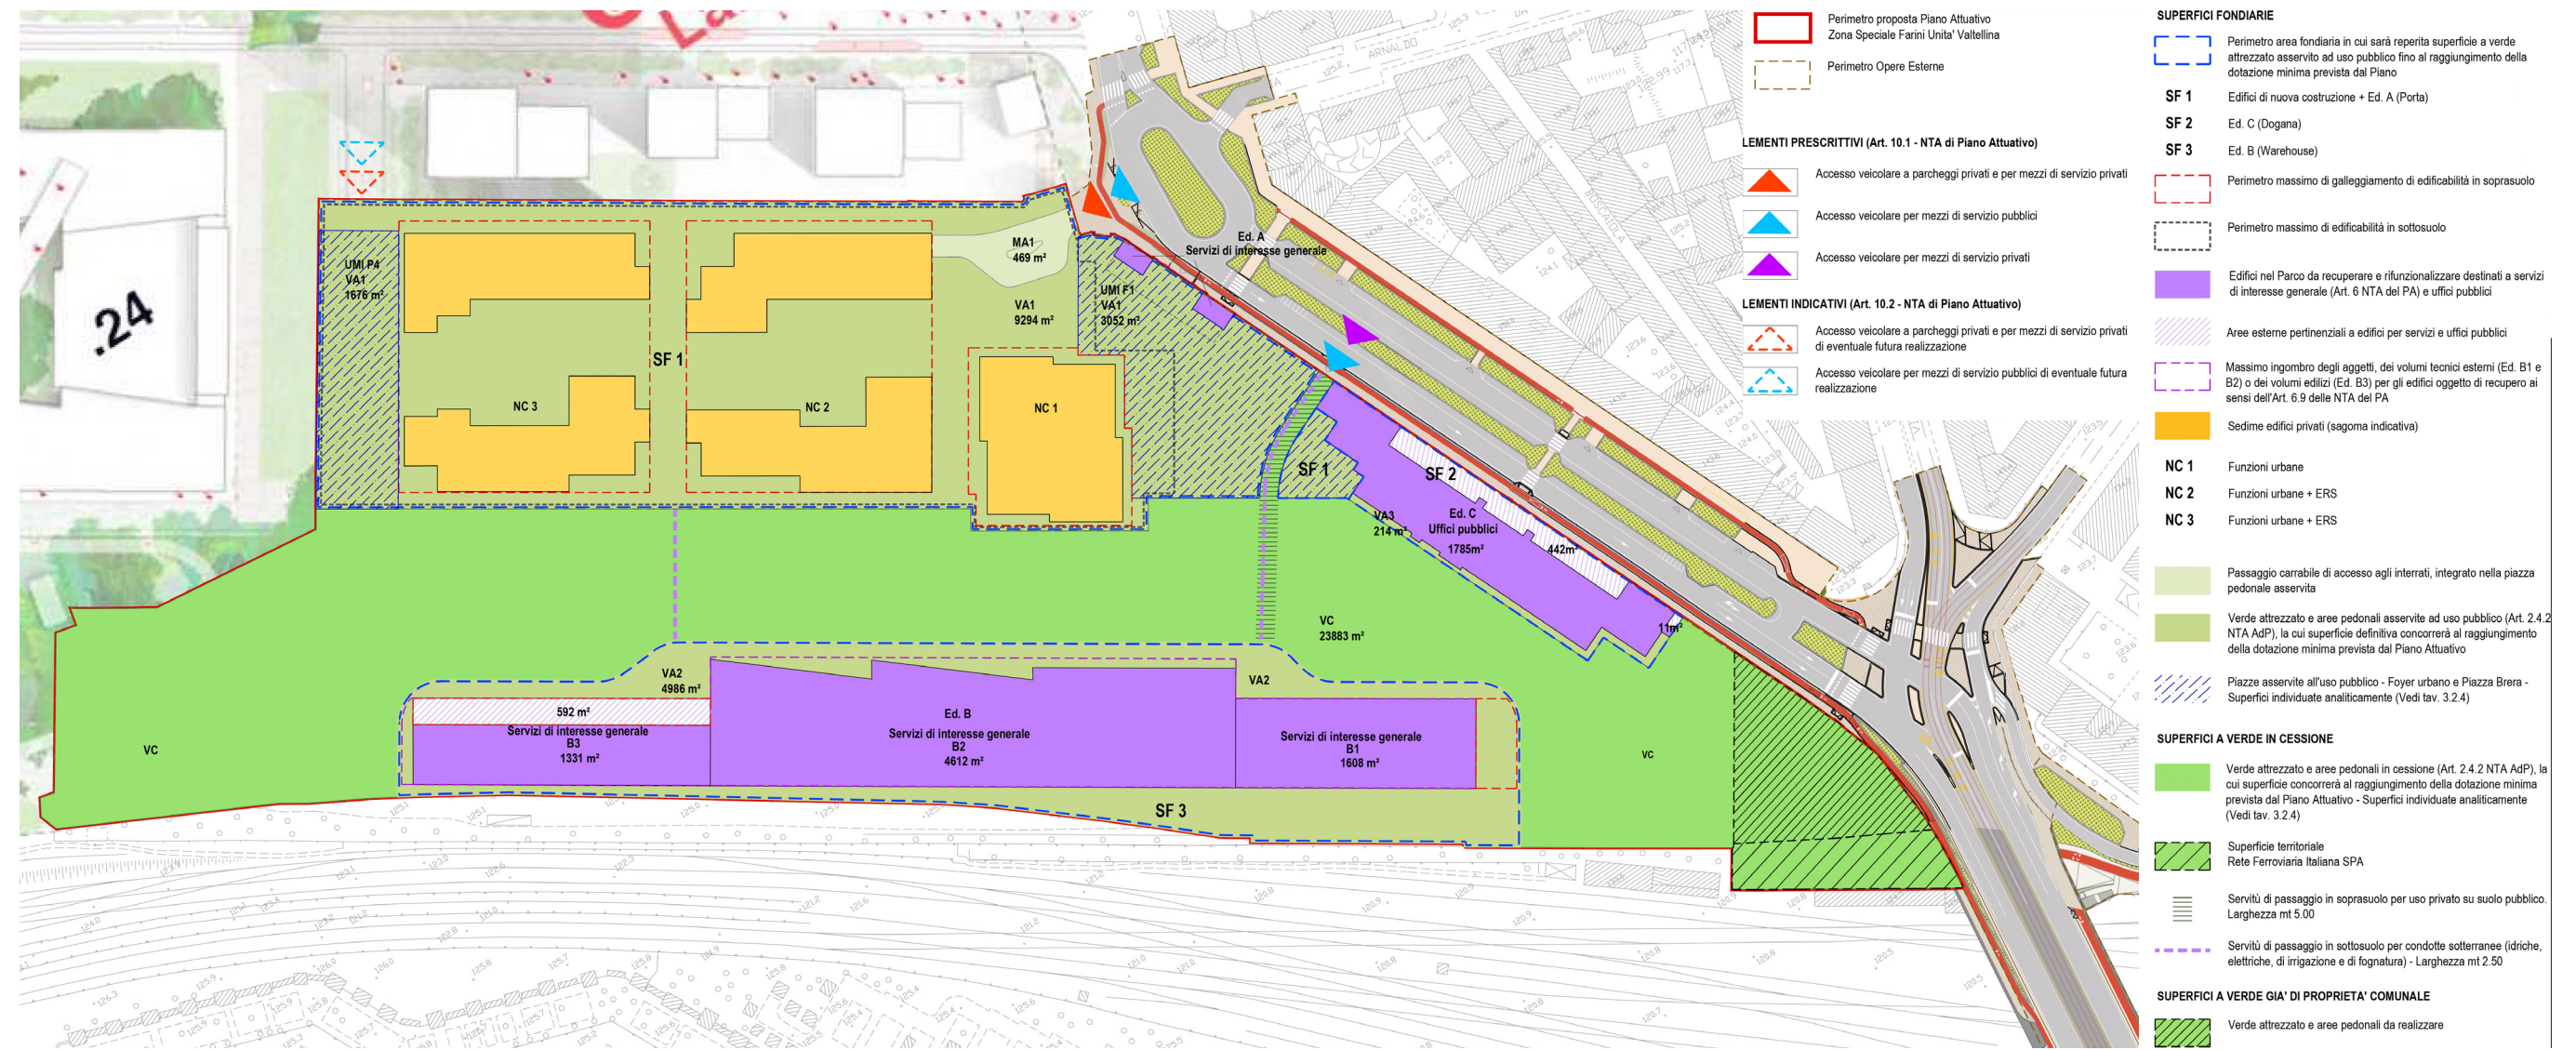 .24
ARNALDO
BUGATTI
UMI P4
VA1
1676 m²
MA1
469 m²
VA1
9294 m²
UMI F1
VA1
3052 m²
Ed. A
Servizi di interesse generale
SF 1
NC 3
NC 2
NC 1
SF 1
SF 2
Ed. C
Uffici pubblici
1785m²
442m²
VA3
214 m²
11m²
VC
23883 m²
VA2
4986 m²
VA2
592 m²
Servizi di interesse generale
B3
1331 m²
Ed. B
Servizi di interesse generale
B2
4612 m²
Servizi di interesse generale
B1
1608 m²
VC
VC
SF 3
Perimetro proposta Piano Attuativo
Zona Speciale Farini Unita' Valtellina
Perimetro Opere Esterne
LEMENTI PRESCRITTIVI (Art. 10.1 - NTA di Piano Attuativo)
Accesso veicolare a parcheggi privati e per mezzi di servizio privati
Accesso veicolare per mezzi di servizio pubblici
Accesso veicolare per mezzi di servizio privati
LEMENTI INDICATIVI (Art. 10.2 - NTA di Piano Attuativo)
Accesso veicolare a parcheggi privati e per mezzi di servizio privati
di eventuale futura realizzazione
Accesso veicolare per mezzi di servizio pubblici di eventuale futura
realizzazione
SUPERFICI FONDIARIE
Perimetro area fondiaria in cui sarà reperita superficie a verde
attrezzato asservito ad uso pubblico fino al raggiungimento della
dotazione minima prevista dal Piano
SF 1 Edifici di nuova costruzione + Ed. A (Porta)
SF 2 Ed. C (Dogana)
SF 3 Ed. B (Warehouse)
Perimetro massimo di galleggiamento di edificabilità in soprasuolo
Perimetro massimo di edificabilità in sottosuolo
Edifici nel Parco da recuperare e rifunzionalizzare destinati a servizi
di interesse generale (Art. 6 NTA del PA) e uffici pubblici
Aree esterne pertinenziali a edifici per servizi e uffici pubblici
Massimo ingombro degli aggetti, dei volumi tecnici esterni (Ed. B1 e
B2) o dei volumi edilizi (Ed. B3) per gli edifici oggetto di recupero ai
sensi dell'Art. 6.9 delle NTA del PA
Sedime edifici privati (sagoma indicativa)
NC 1 Funzioni urbane
NC 2 Funzioni urbane + ERS
NC 3 Funzioni urbane + ERS
Passaggio carrabile di accesso agli interrati, integrato nella piazza
pedonale asservita
Verde attrezzato e aree pedonali asservite ad uso pubblico (Art. 2.4.2
NTA AdP), la cui superficie definitiva concorrerà al raggiungimento
della dotazione minima prevista dal Piano Attuativo
Piazze asservite all'uso pubblico - Foyer urbano e Piazza Brera -
Superfici individuate analiticamente (Vedi tav. 3.2.4)
SUPERFICI A VERDE IN CESSIONE
Verde attrezzato e aree pedonali in cessione (Art. 2.4.2 NTA AdP), la
cui superficie concorrerà al raggiungimento della dotazione minima
prevista dal Piano Attuativo - Superfici individuate analiticamente
(Vedi tav. 3.2.4)
Superficie territoriale
Rete Ferroviaria Italiana SPA
Servitù di passaggio in soprasuolo per uso privato su suolo pubblico.
Larghezza mt 5.00
Servitù di passaggio in sottosuolo per condotte sotterranee (idriche,
elettriche, di irrigazione e di fognatura) - Larghezza mt 2.50
SUPERFICI A VERDE GIA' DI PROPRIETA' COMUNALE
Verde attrezzato e aree pedonali da realizzare